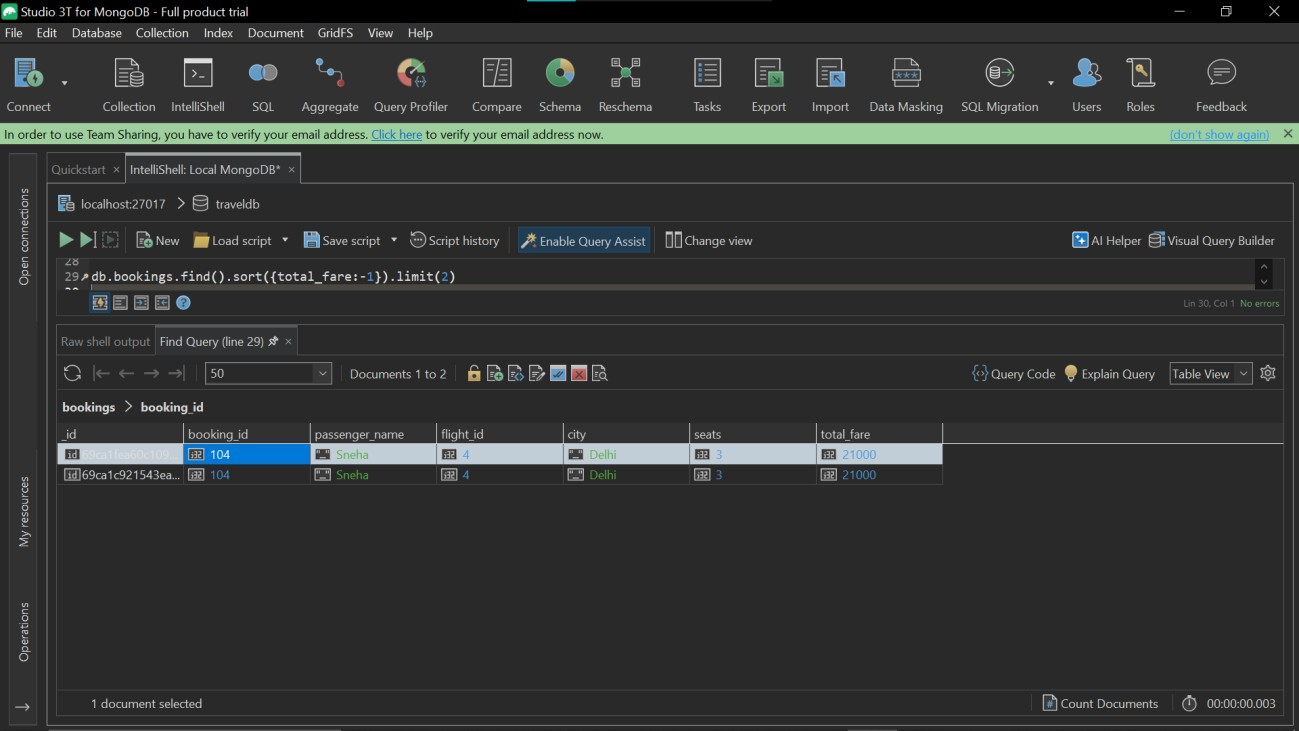 Studio 3T for MongoDB - Full product trial
File Edit Database Collection Index Document GridFS View Help
Connect Collection IntelliShell SQL Aggregate Query Profiler Compare Schema Reschema Tasks Export Import Data Masking SQL Migration Users Roles Feedback
In order to use Team Sharing, you have to verify your email address. Click here to verify your email address now. (don't show again)
Open connections
My resources
Operations
Quickstart IntelliShell: Local MongoDB*
localhost:27017 traveldb
New Load script Save script Script history Enable Query Assist Change view AI Helper Visual Query Builder
28
29 db.bookings.find().sort({total_fare:-1}).limit(2)
Lin 30, Col 1 No errors
Raw shell output Find Query (line 29)
50 Documents 1 to 2 Query Code Explain Query Table View
bookings > booking_id
_id booking_id passenger_name flight_id city seats total_fare
104 Sneha 4 Delhi 3 21000
69ca1c921543ea... 104 Sneha 4 Delhi 3 21000
1 document selected Count Documents 00:00:00.003